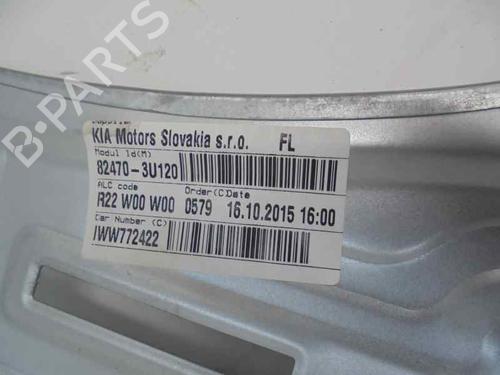 KIA Motors Slovakia s.r.o. FL
Modul Id(M)
82470-3U120
ALC code Order(C)Date
R22 W00 W00 0579 16.10.2015 16:00
Car Number (C)
IWW772422
B-PARTS